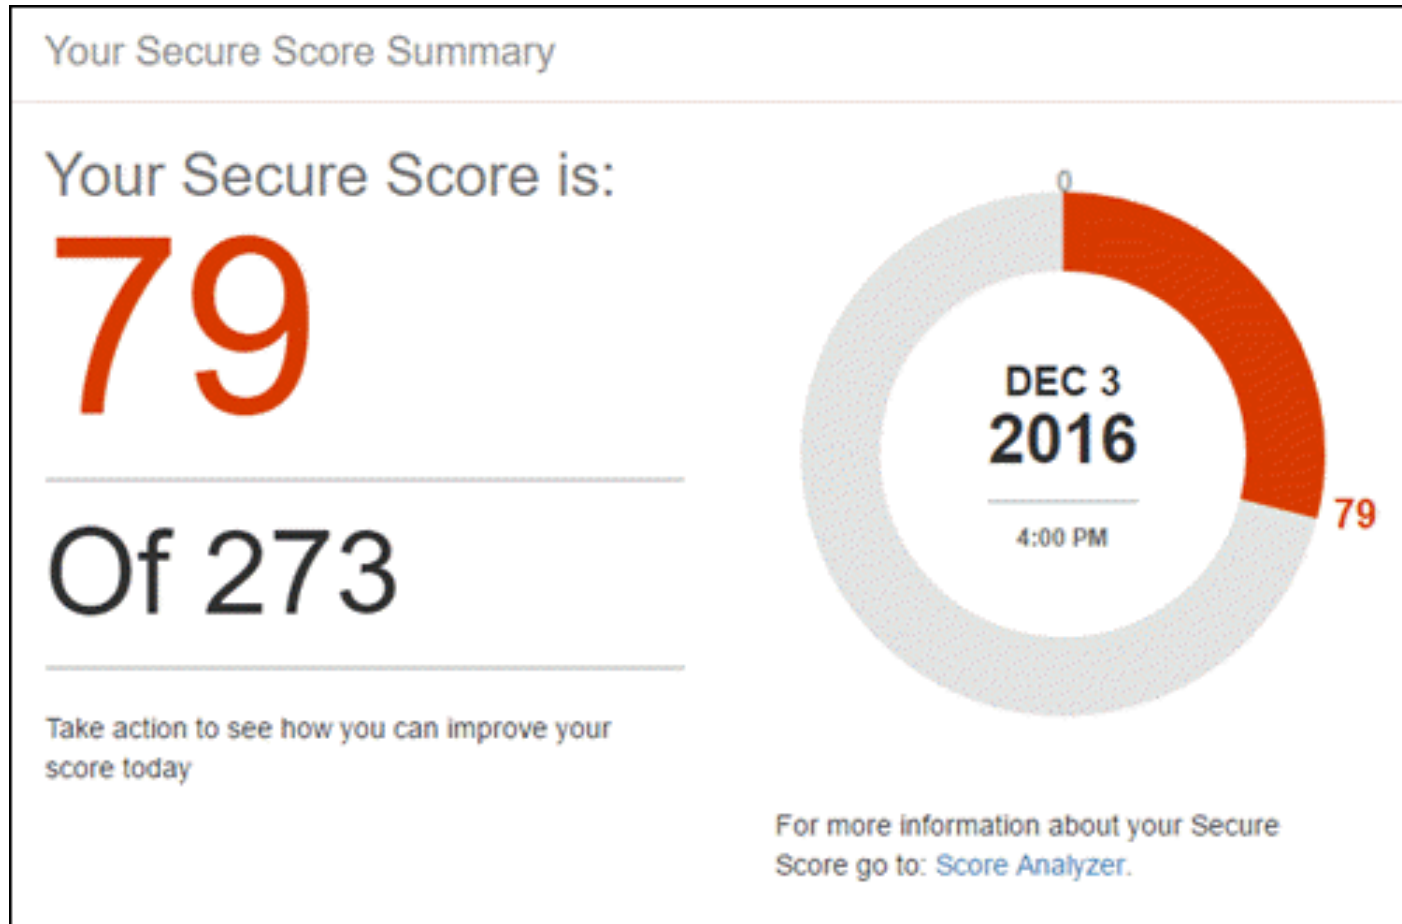 Your Secure Score Summary
Your Secure Score is:
79
Of 273
Take action to see how you can improve your
score today
0
DEC 3
2016
4:00 PM
79
For more information about your Secure
Score go to: Score Analyzer.